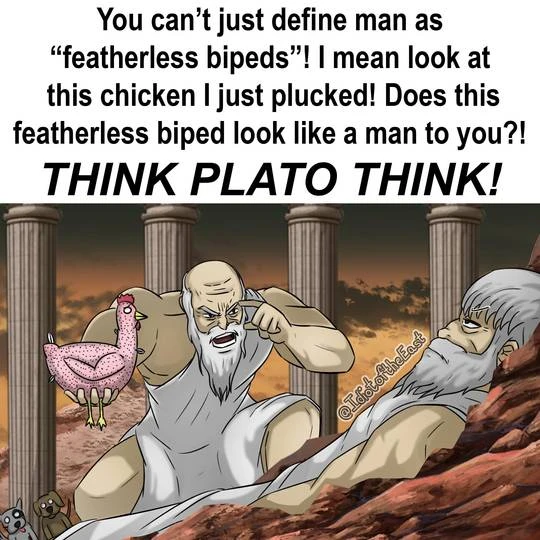 You can’t just define man as
“featherless bipeds”! I mean look at
this chicken I just plucked! Does this
featherless biped look like a man to you?!
THINK PLATO THINK!
@IdiotoftheEast